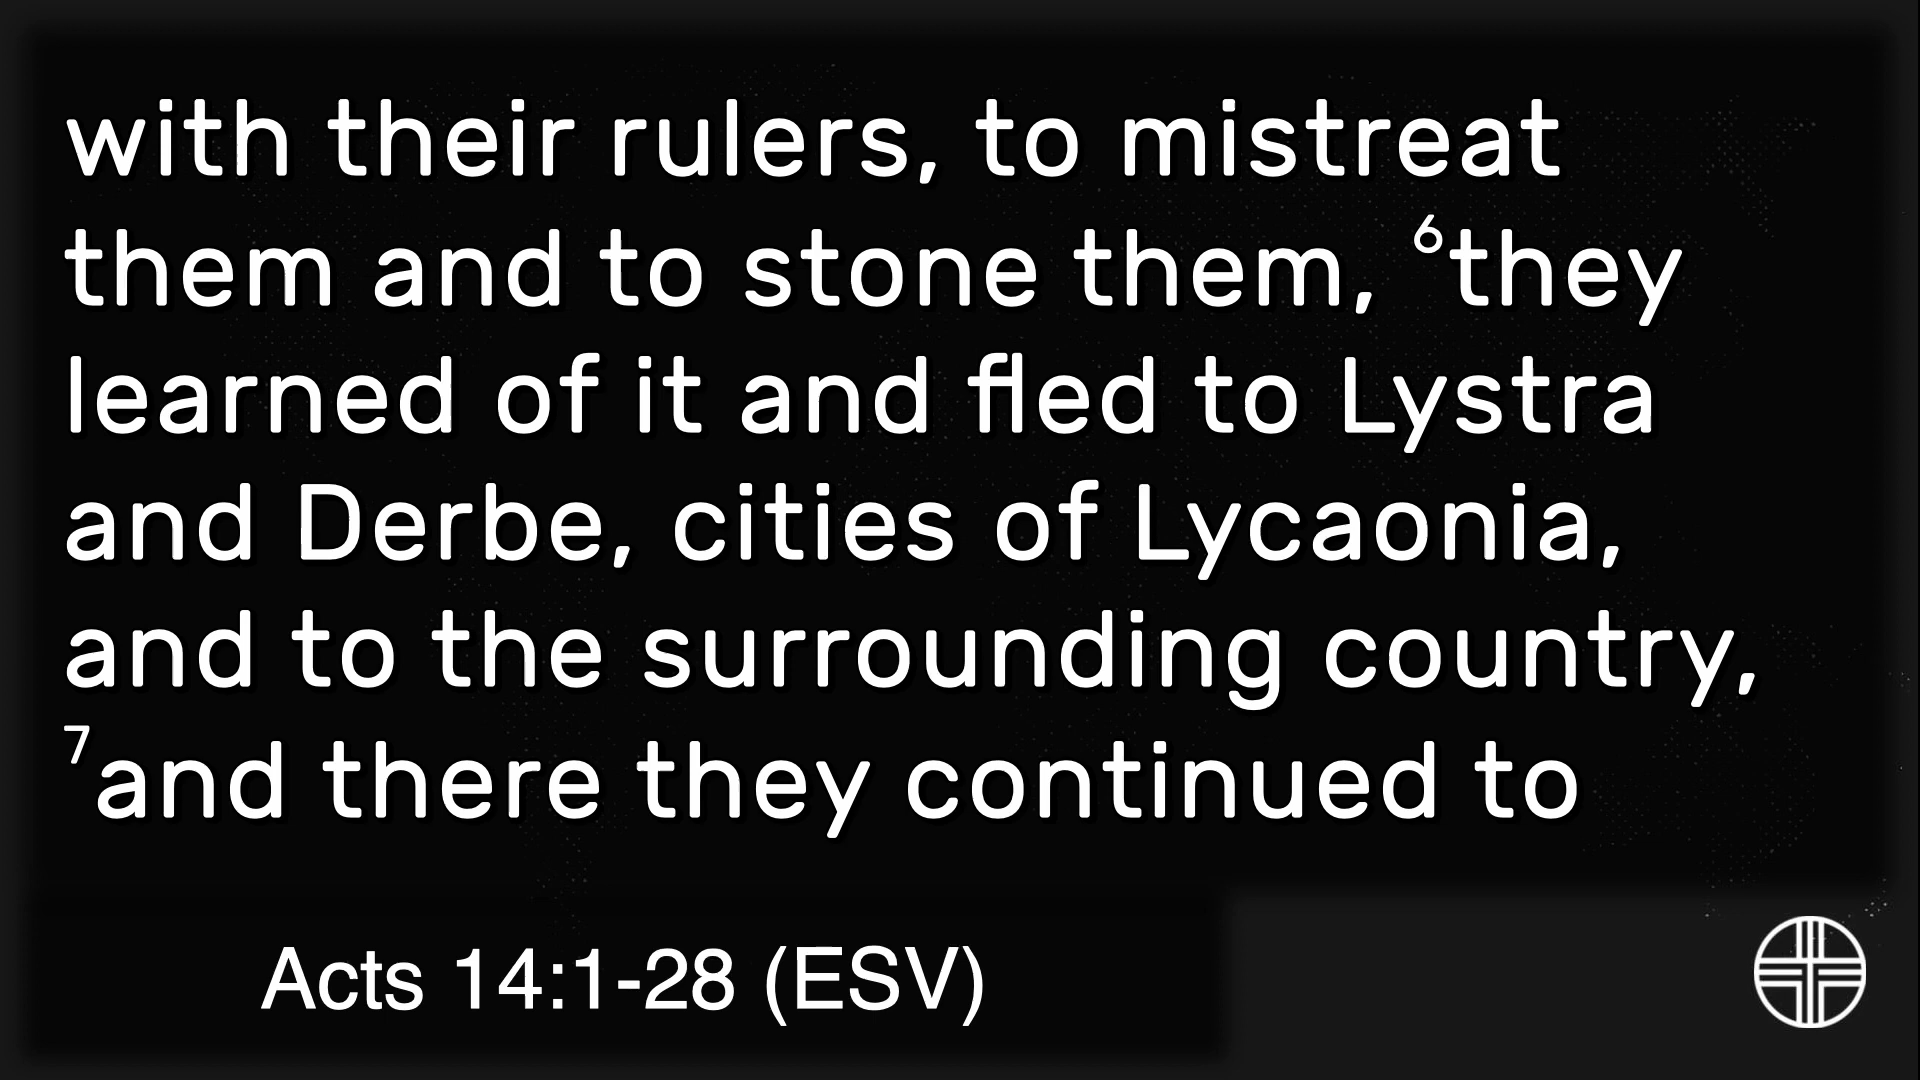 with their rulers, to mistreat
them and to stone them, ⁶they
learned of it and fled to Lystra
and Derbe, cities of Lycaonia,
and to the surrounding country,
⁷and there they continued to
Acts 14:1-28 (ESV)